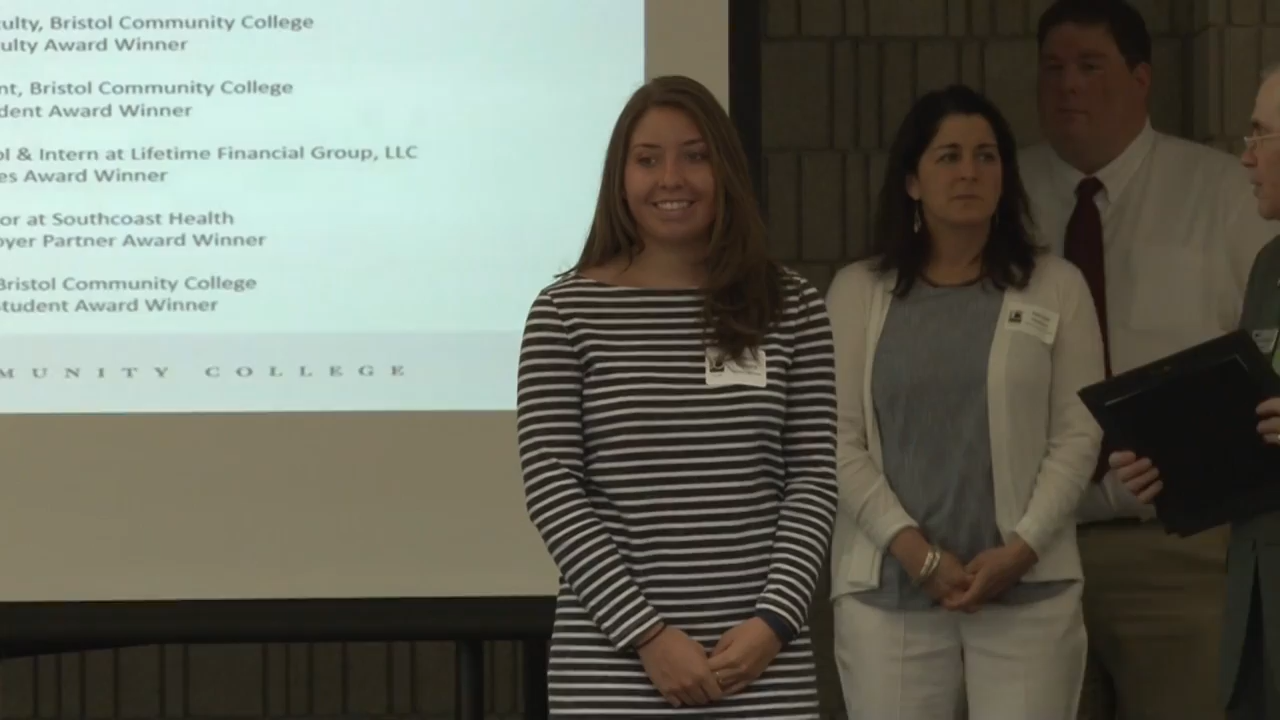 ulty, Bristol Community College
ulty Award Winner
nt, Bristol Community College
dent Award Winner
ol & Intern at Lifetime Financial Group, LLC
es Award Winner
or at Southcoast Health
oyer Partner Award Winner
Bristol Community College
Student Award Winner
MUNITY COLLEGE